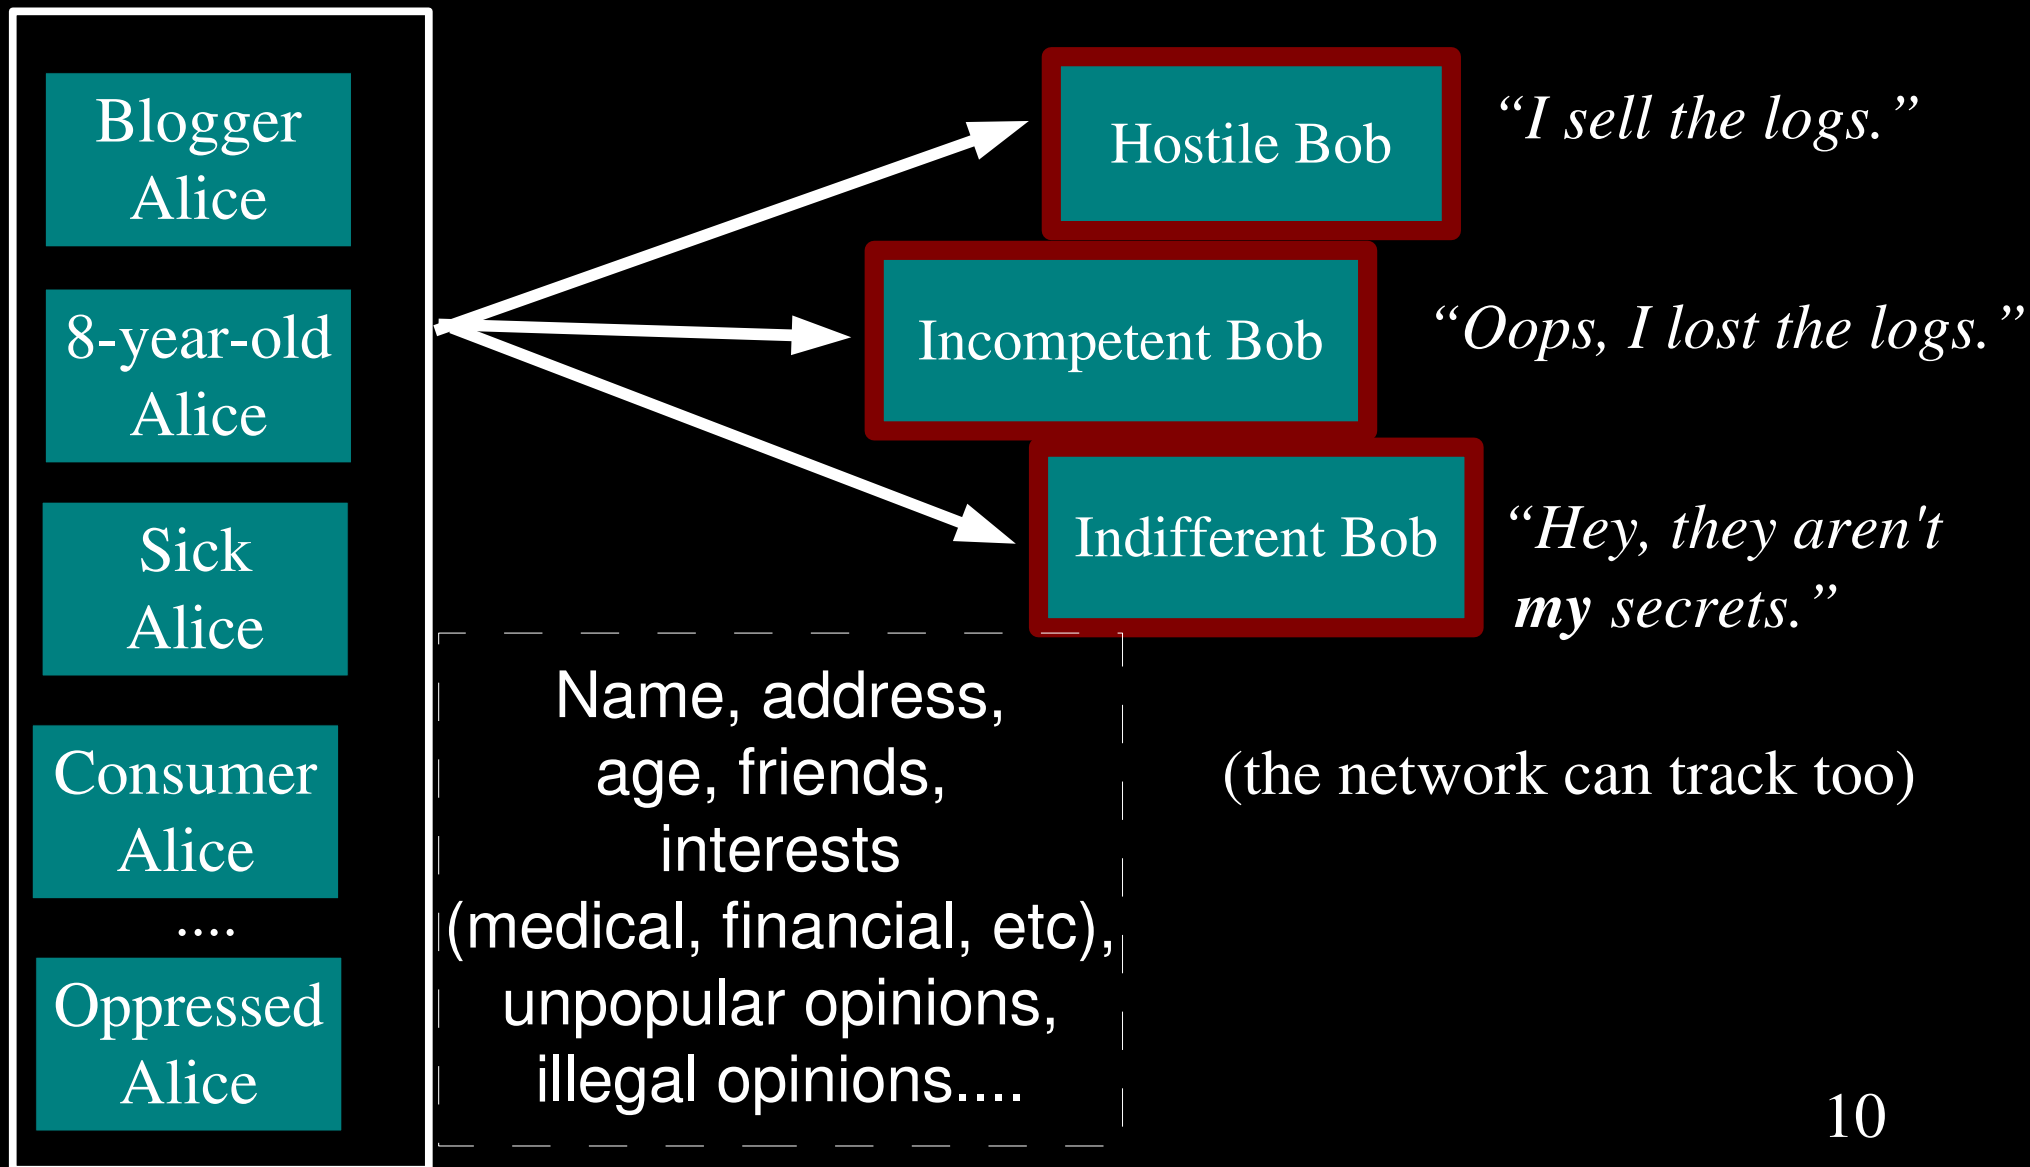 Blogger
Alice
8-year-old
Alice
Sick
Alice
Consumer
Alice
....
Oppressed
Alice
Hostile Bob
“I sell the logs.”
Incompetent Bob
“Oops, I lost the logs.”
Indifferent Bob
“Hey, they aren't
my secrets.”
Name, address,
age, friends,
interests
(medical, financial, etc),
unpopular opinions,
illegal opinions....
(the network can track too)
10